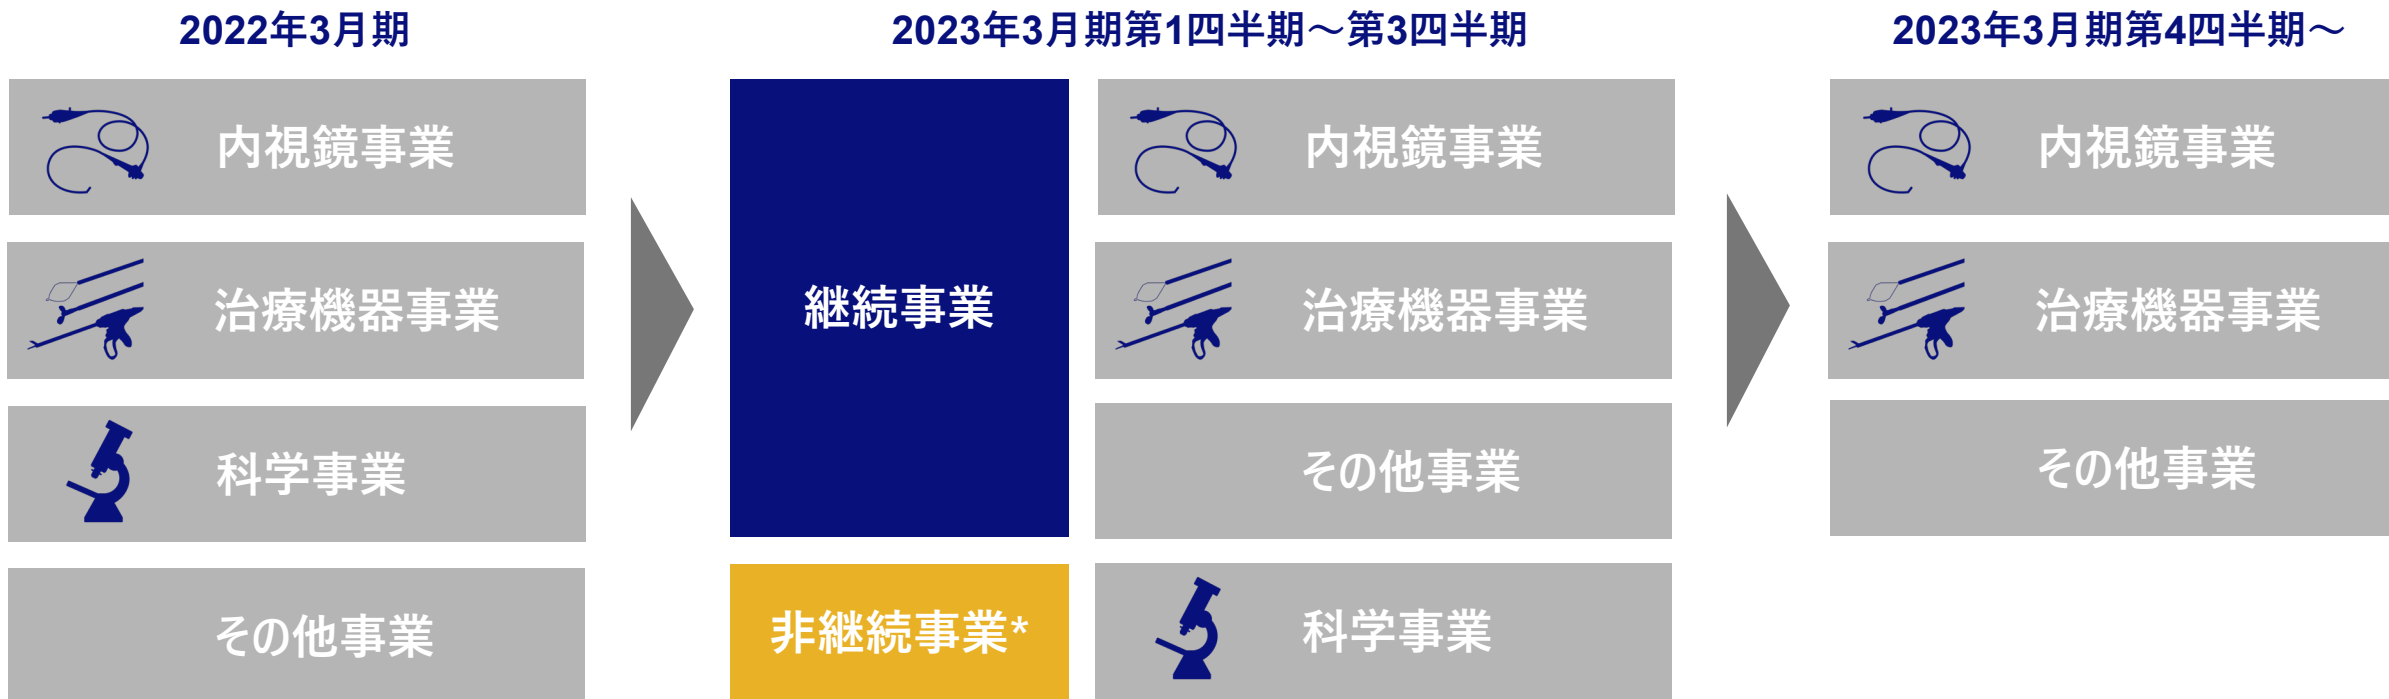 2022年3月期
内視鏡事業
治療機器事業
科学事業
その他事業
2023年3月期第1四半期～第3四半期
継続事業
内視鏡事業
治療機器事業
その他事業
非継続事業*
科学事業
2023年3月期第4四半期～
内視鏡事業
治療機器事業
その他事業